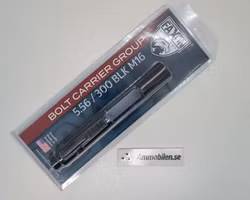 BOLT CARRIER GROUP
5.56 / 300 BLK M16
Ammobilen.se